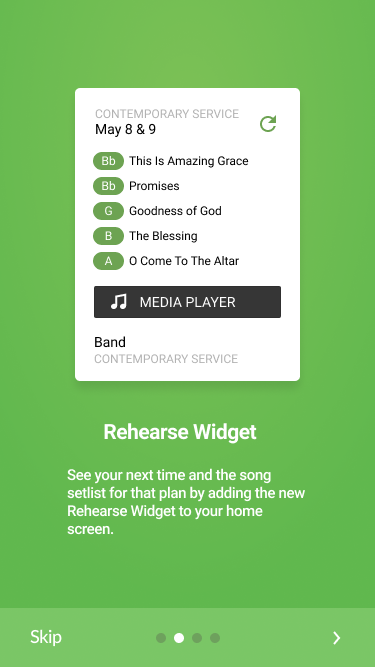 CONTEMPORARY SERVICE
May 8 & 9
Bb This Is Amazing Grace
Bb Promises
G Goodness of God
B The Blessing
A O Come To The Altar
MEDIA PLAYER
Band
CONTEMPORARY SERVICE
Rehearse Widget
See your next time and the song
setlist for that plan by adding the new
Rehearse Widget to your home
screen.
Skip